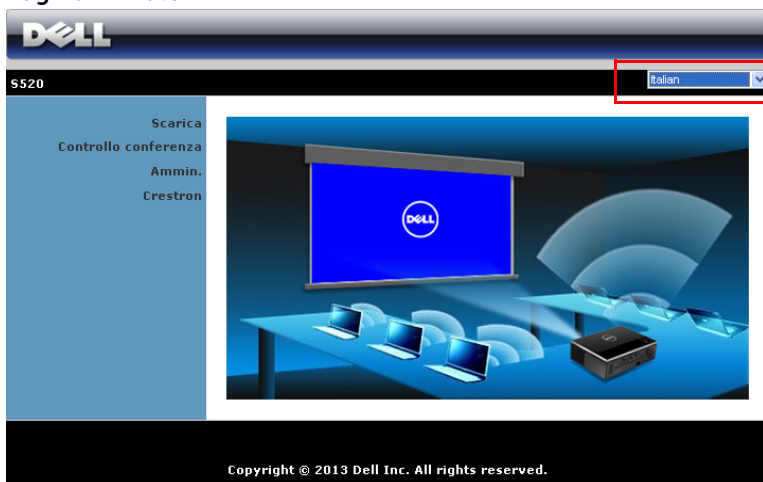 DELL
S520
Italian
Scarica
Controllo conferenza
Ammin.
Crestron
DELL
Copyright © 2013 Dell Inc. All rights reserved.